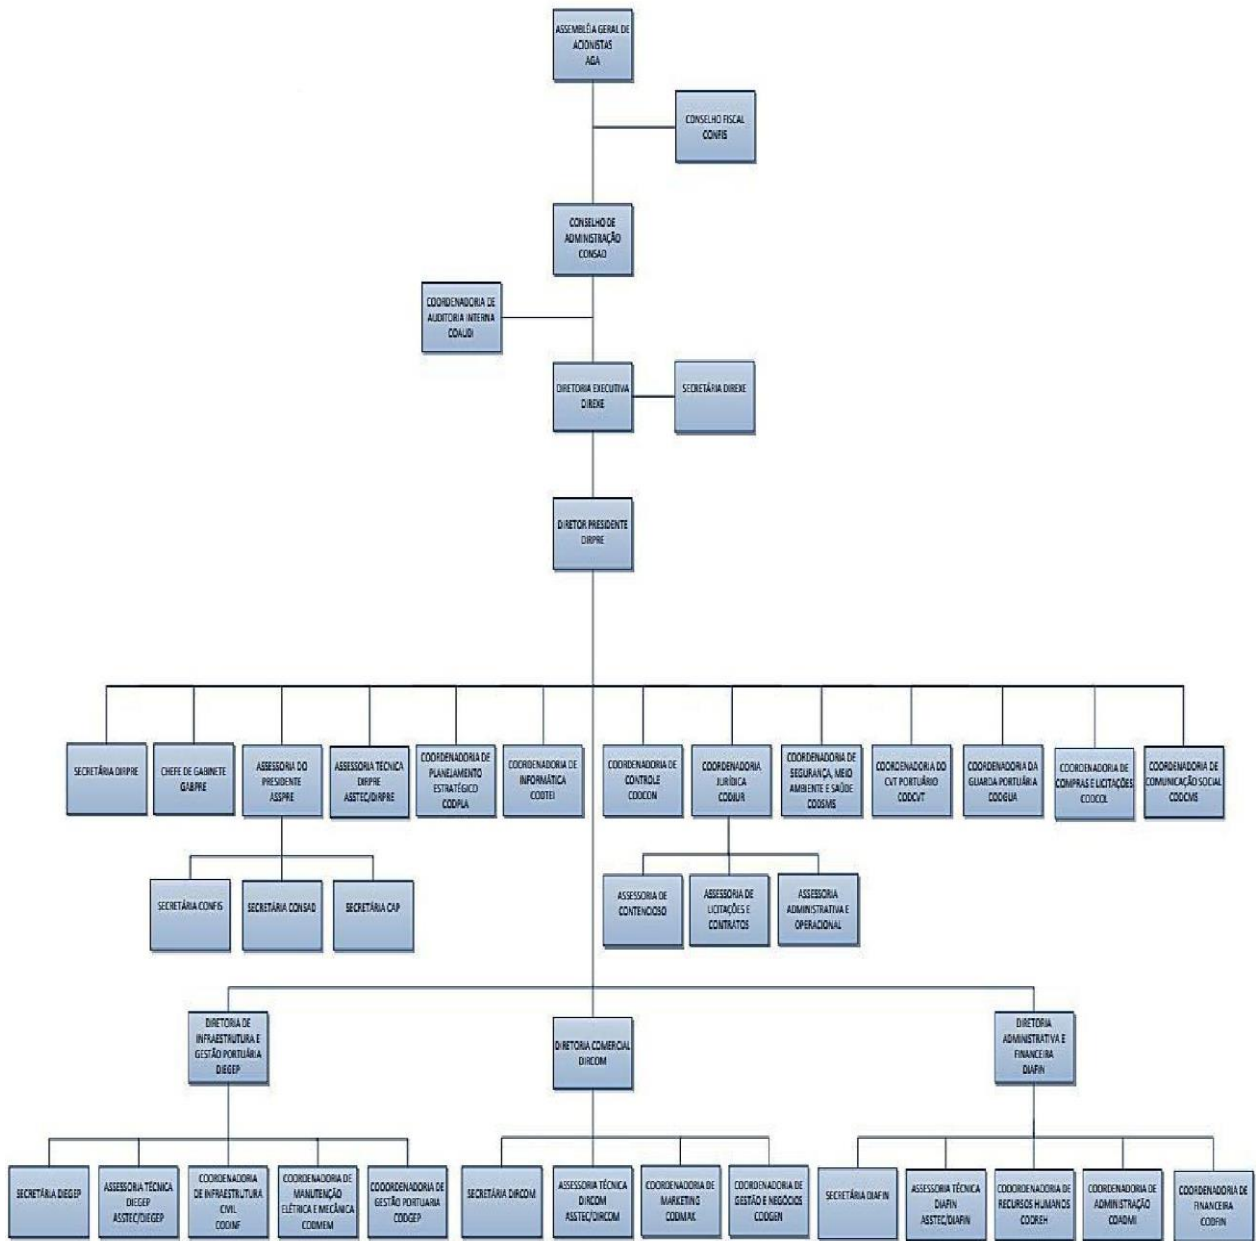 ASSEMBLÉIA GERAL DE
ACIONISTAS
AGA
CONSELHO FISCAL
CONFIS
CONSELHO DE
ADMINISTRAÇÃO
CONSAD
COORDENADORIA DE
AUDITORIA INTERNA
COAUDI
DIRETORIA EXECUTIVA
DIREXE
SECRETÁRIA DIREXE
DIRETOR PRESIDENTE
DIRPRE
SECRETÁRIA DIRPRE
CHEFE DE GABINETE
GABPRE
ASSESSORIA DO
PRESIDENTE
ASSPRE
ASSESSORIA TÉCNICA
DIRPRE
ASSTEC/DIRPRE
COORDENADORIA DE
PLANEJAMENTO
ESTRATÉGICO
CODPLA
COORDENADORIA DE
INFORMÁTICA
CODTEI
COORDENADORIA DE
CONTROLE
CODCON
COORDENADORIA
JURÍDICA
CODJUR
COORDENADORIA DE
SEGURANÇA, MEIO
AMBIENTE E SAÚDE
CODSMS
COORDENADORIA DO
CVT PORTUÁRIO
CODCVT
COORDENADORIA DA
GUARDA PORTUÁRIA
CODGUA
COORDENADORIA DE
COMPRAS E LICITAÇÕES
CODCOL
COORDENADORIA DE
COMUNICAÇÃO SOCIAL
CODCMS
SECRETÁRIA CONFIS
SECRETÁRIA CONSAD
SECRETÁRIA CAP
ASSESSORIA DE
CONTENCIOSO
ASSESSORIA DE
LICITAÇÕES E
CONTRATOS
ASSESSORIA
ADMINISTRATIVA E
OPERACIONAL
DIRETORIA DE
INFRAESTRUTURA E
GESTÃO PORTUÁRIA
DIEGEP
DIRETORIA COMERCIAL
DIRCOM
DIRETORIA
ADMINISTRATIVA E
FINANCEIRA
DIAFIN
SECRETÁRIA DIEGEP
ASSESSORIA TÉCNICA
DIEGEP
ASSTEC/DIEGEP
COORDENADORIA
DE INFRAESTRUTURA
CIVIL
CODINF
COORDENADORIA DE
MANUTENÇÃO
ELÉTRICA E MECÂNICA
CODMEM
COODORENADORIA DE
GESTÃO PORTUARIA
CODGEP
SECRETÁRIA DIRCOM
ASSESSORIA TÉCNICA
DIRCOM
ASSTEC/DIRCOM
COORDENADORIA DE
MARKETING
CODMAK
COORDENADORIA DE
GESTÃO E NEGÓCIOS
CODGEN
SECRETÁRIA DIAFIN
ASSESSORIA TÉCNICA
DIAFIN
ASSTEC/DIAFIN
COORDENADORIA DE
RECURSOS HUMANOS
CODREH
COORDENADORIA DE
ADMINISTRAÇÃO
COADMI
COORDENADORIA DE
FINANCEIRA
CODFIN